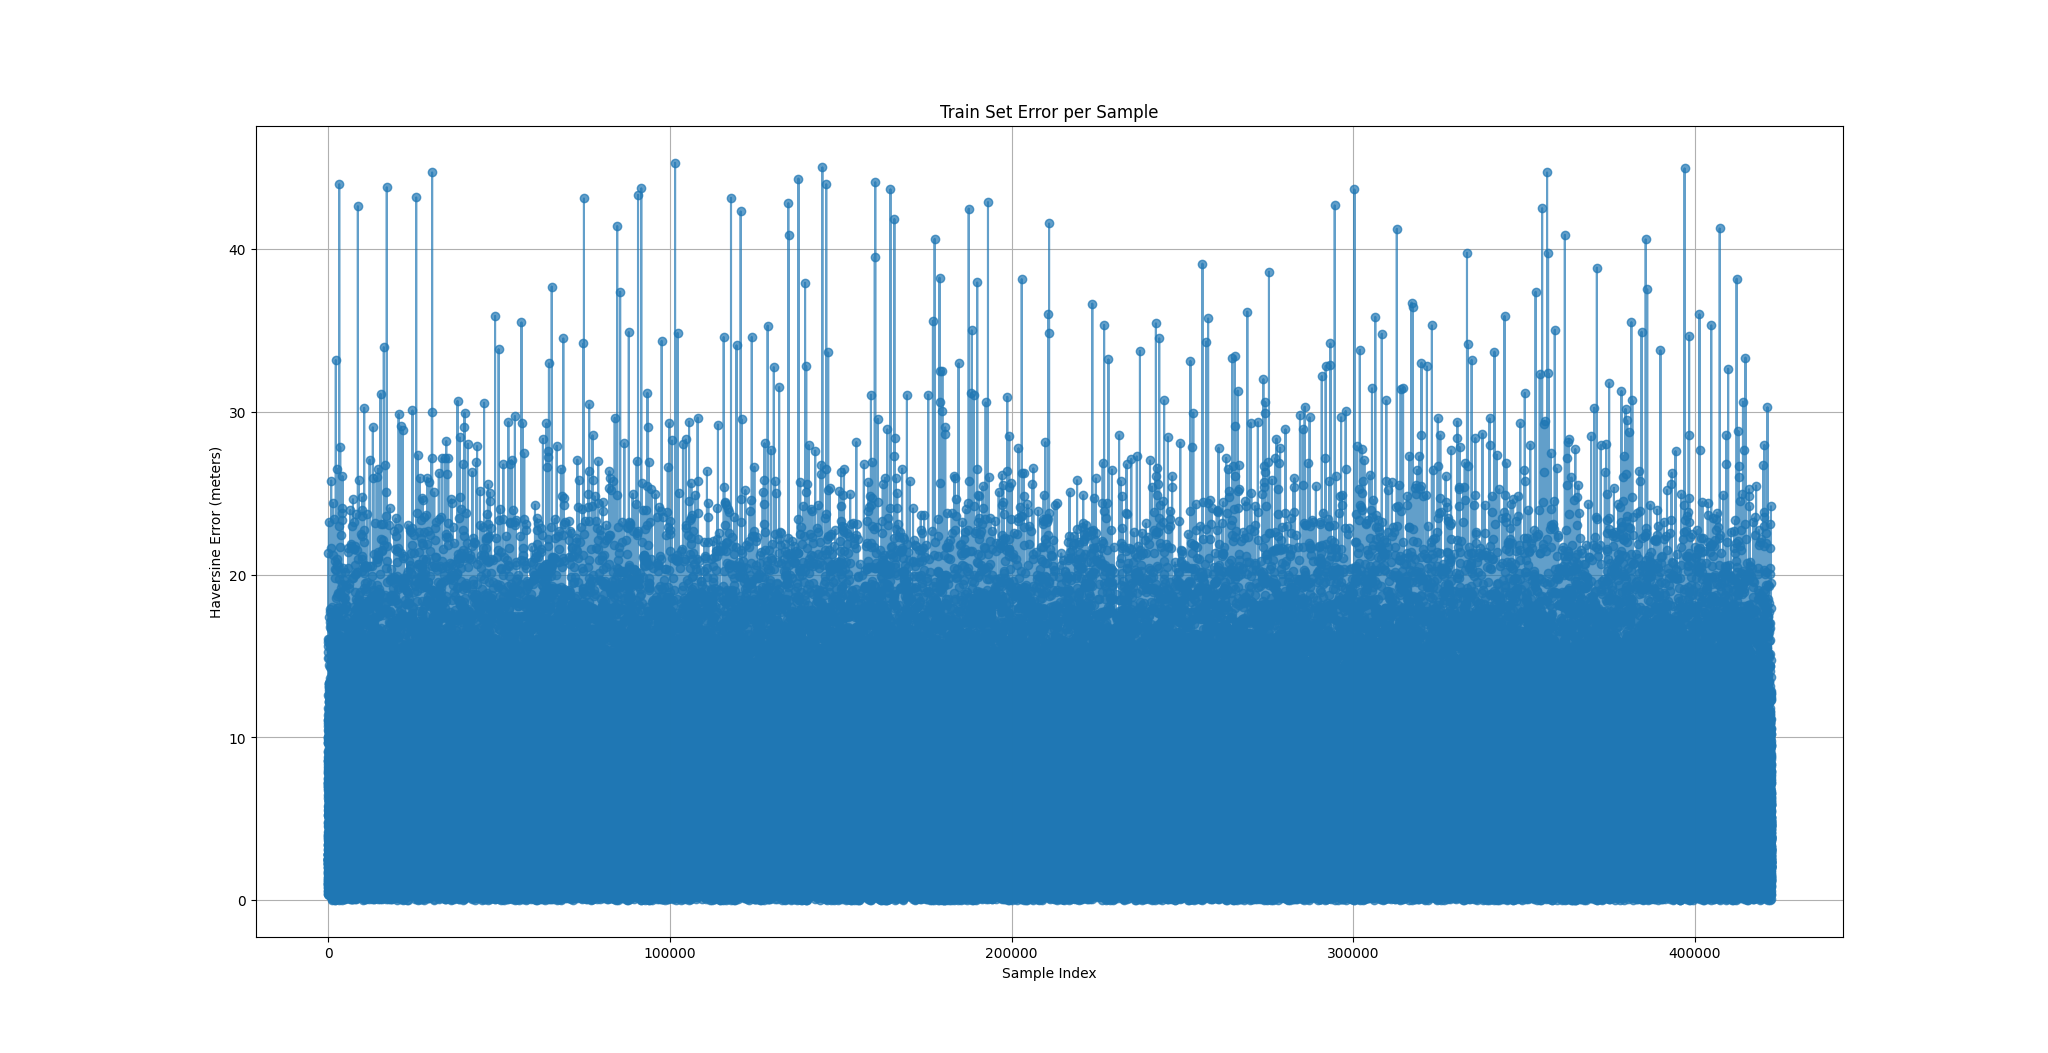 Train Set Error per Sample
Haversine Error (meters)
40
30
20
10
0
0 100000 200000 300000 400000
Sample Index